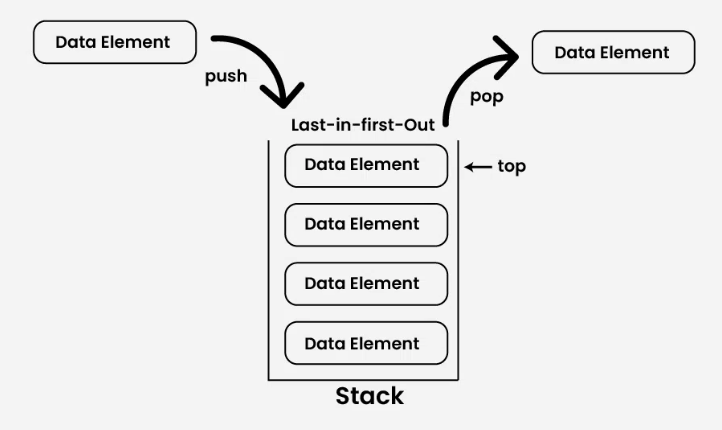 Data Element
Data Element
push
pop
Last-in-first-Out
Data Element
top
Data Element
Data Element
Data Element
Stack